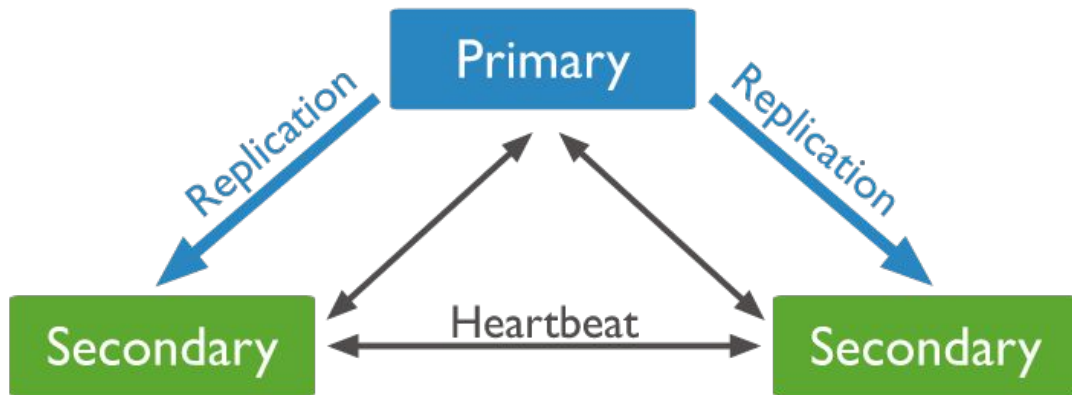 Primary
Replication
Replication
Heartbeat
Secondary
Secondary